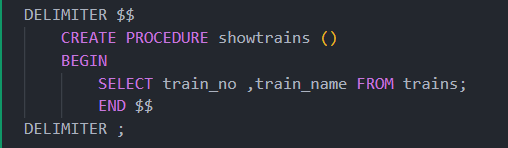 DELIMITER $$
CREATE PROCEDURE showtrains ()
BEGIN
SELECT train_no ,train_name FROM trains;
END $$
DELIMITER ;